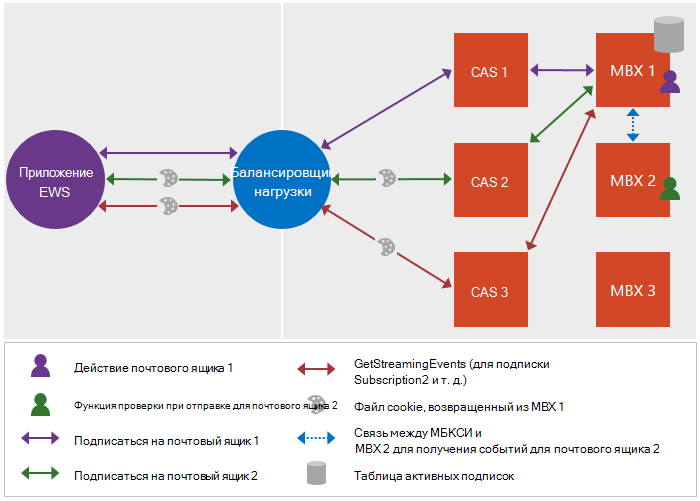 Приложение
EWS
Балансировщик
нагрузки
CAS 1
CAS 2
CAS 3
MBX 1
MBX 2
MBX 3
Действие почтового ящика 1
Функция проверки при отправке для почтового ящика 2
Подписаться на почтовый ящик 1
Подписаться на почтовый ящик 2
GetStreamingEvents (для подписки
Subscription2 и т. д.)
Файл cookie, возвращенный из MBX 1
Связь между МБКСИ и
MBX 2 для получения событий для почтового ящика 2
Таблица активных подписок